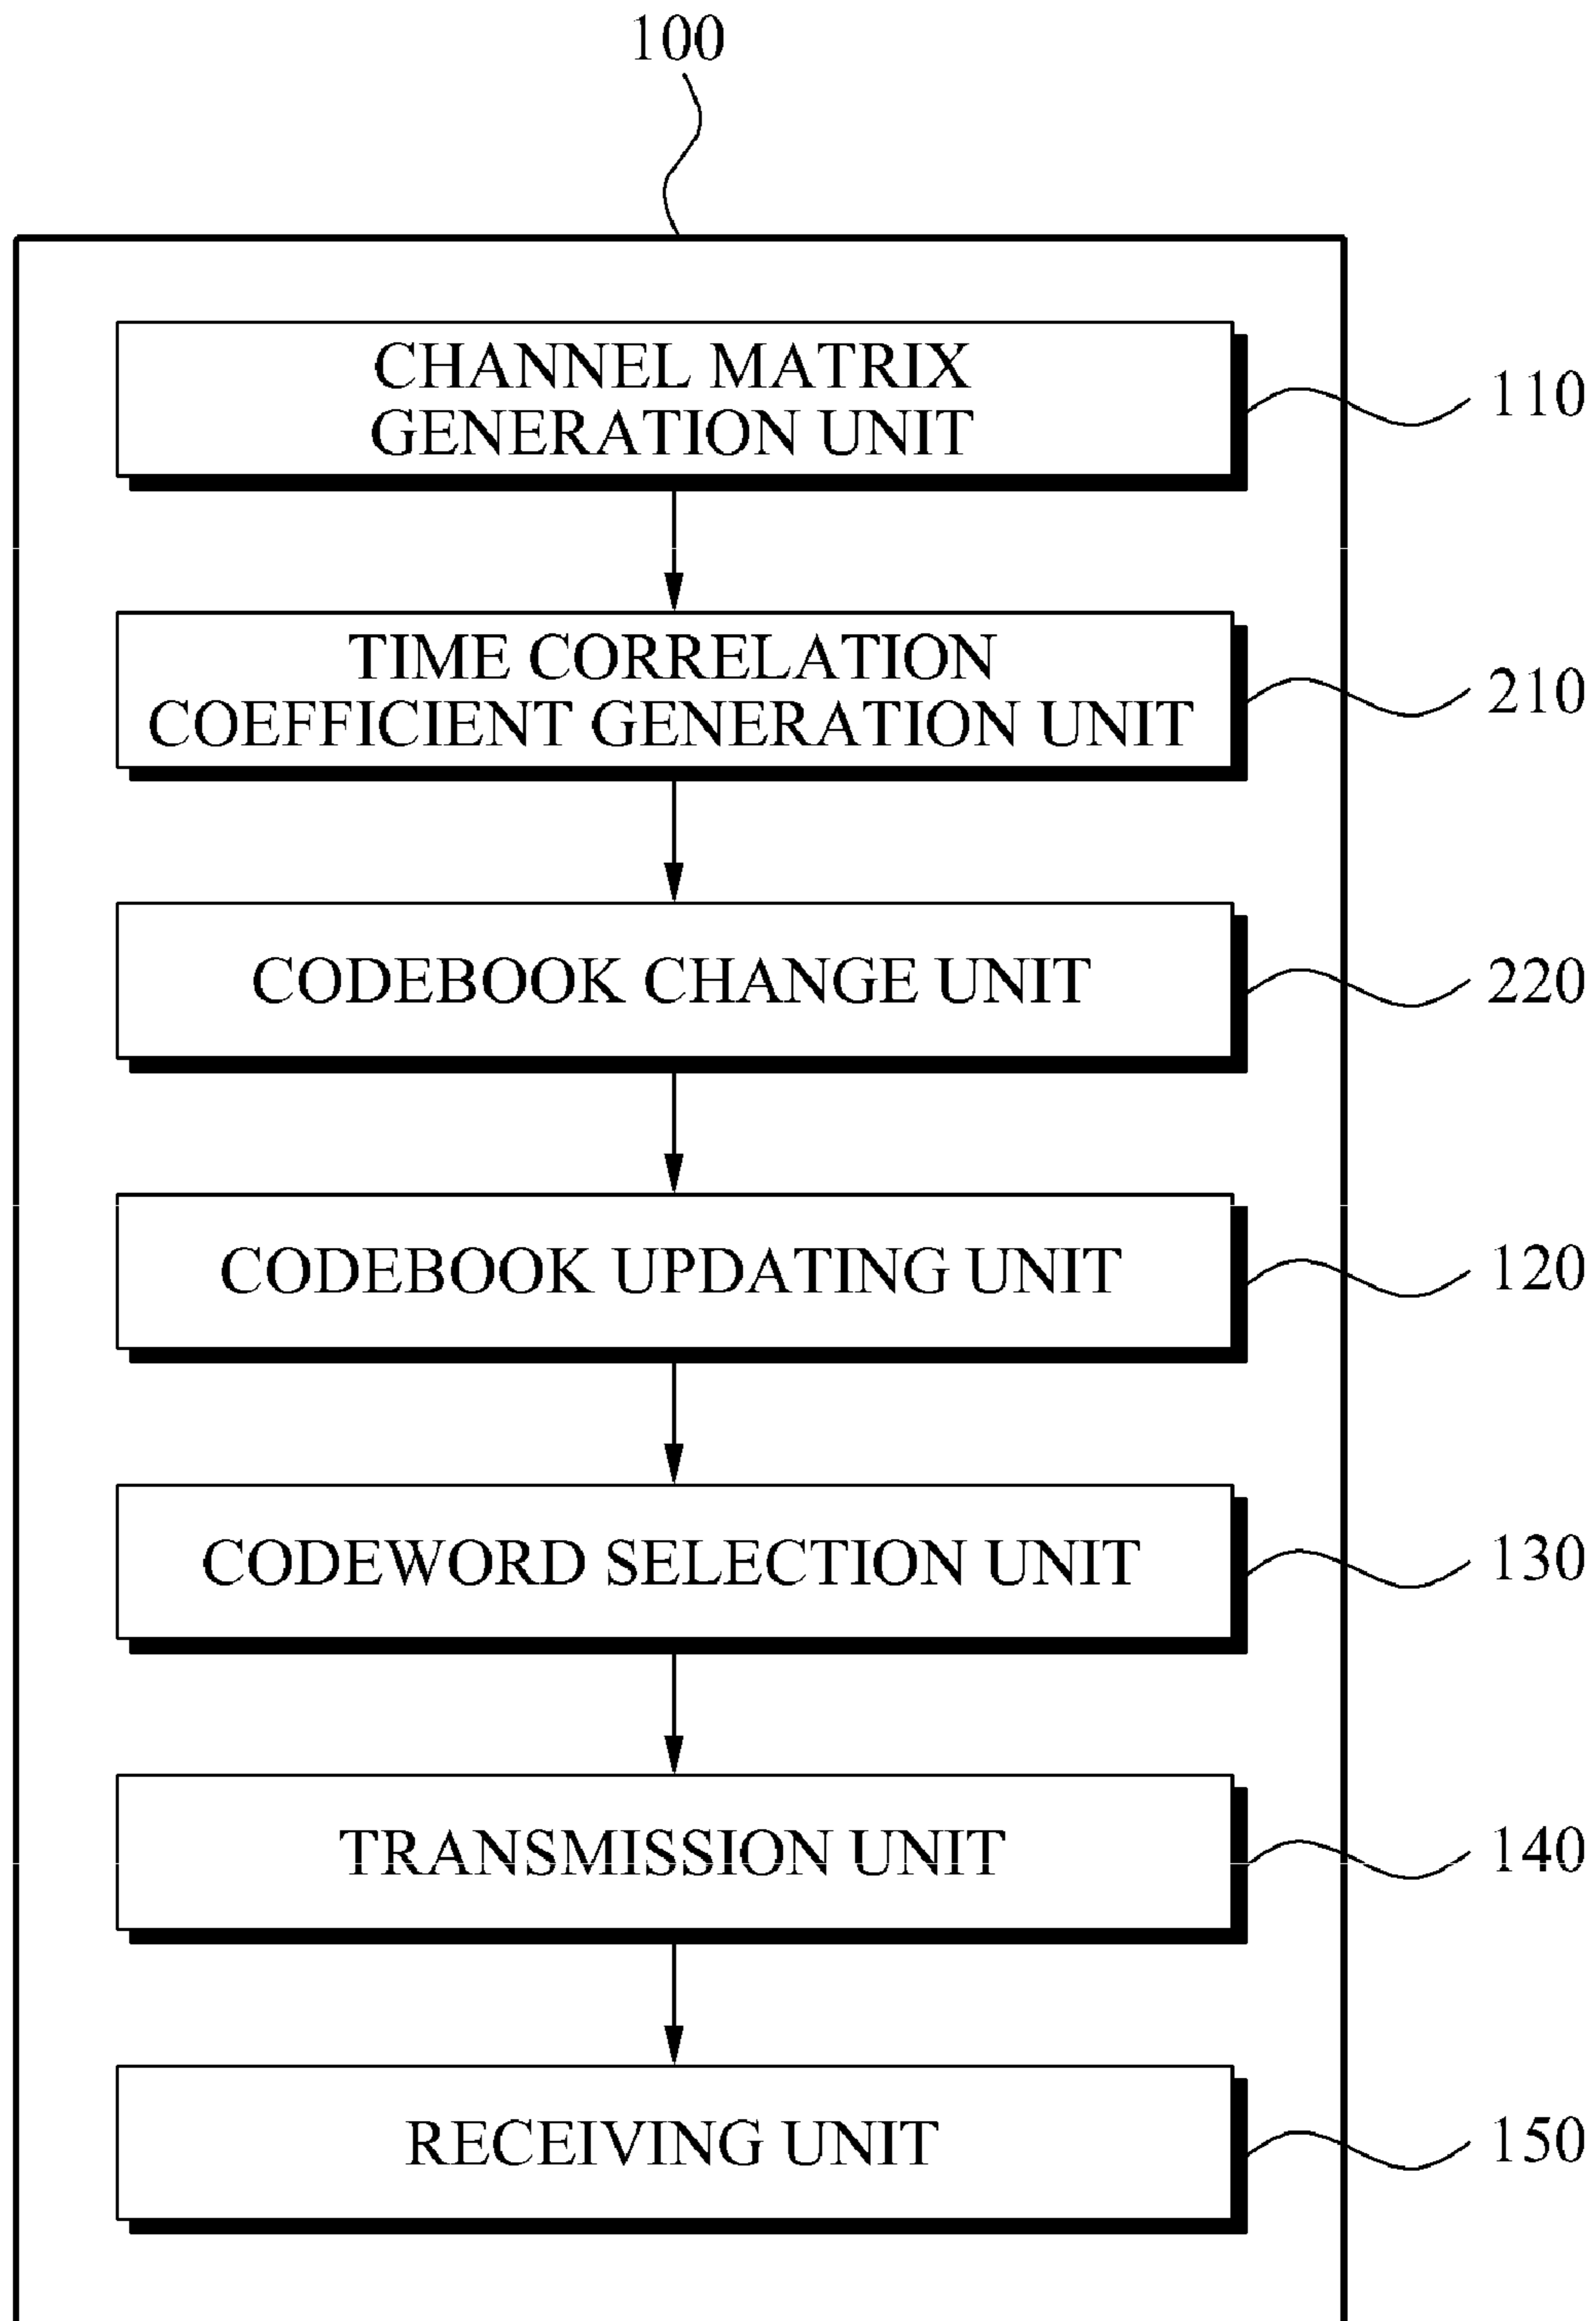 100
CHANNEL MATRIX
GENERATION UNIT
110
TIME CORRELATION
COEFFICIENT GENERATION UNIT
210
CODEBOOK CHANGE UNIT
220
CODEBOOK UPDATING UNIT
120
CODEWORD SELECTION UNIT
130
TRANSMISSION UNIT
140
RECEIVING UNIT
150